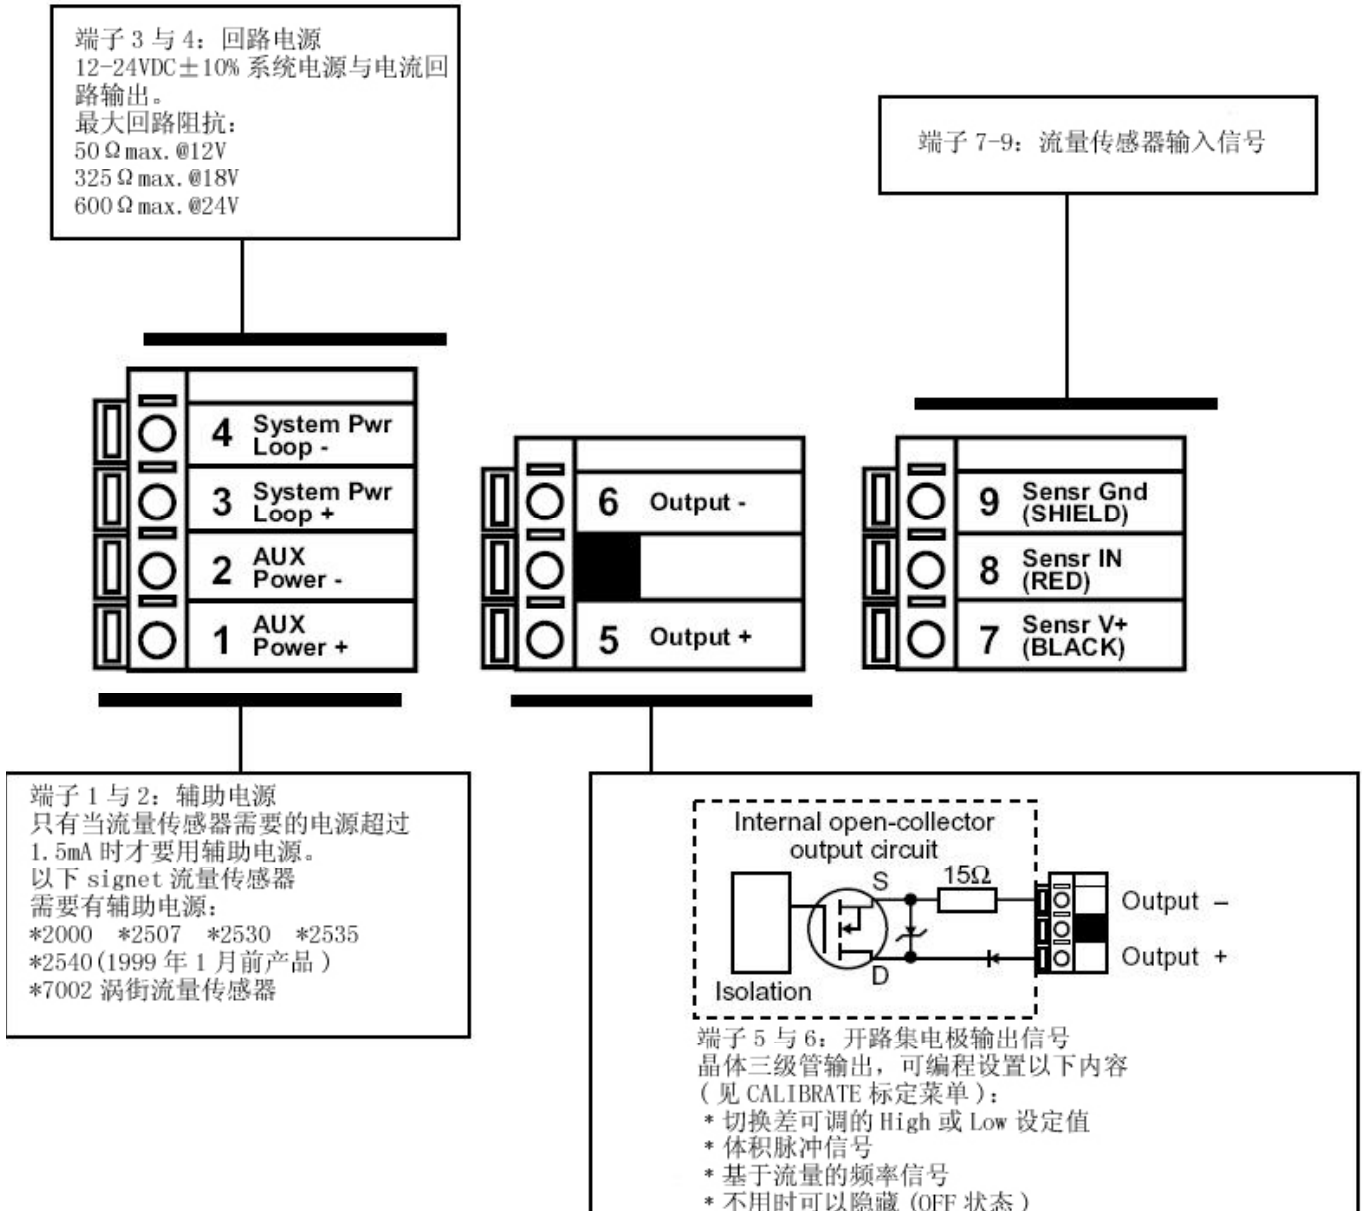 端子 3 与 4：回路电源
12-24VDC±10% 系统电源与电流回
路输出。
最大回路阻抗：
50Ωmax.@12V
325Ωmax.@18V
600Ωmax.@24V
端子 7-9：流量传感器输入信号
4 System Pwr
Loop -
3 System Pwr
Loop +
2 AUX
Power -
1 AUX
Power +
6 Output -
5 Output +
9 Sensr Gnd
(SHIELD)
8 Sensr IN
(RED)
7 Sensr V+
(BLACK)
端子 1 与 2：辅助电源
只有当流量传感器需要的电源超过
1.5mA 时才要用辅助电源。
以下 signet 流量传感器
需要有辅助电源：
*2000 *2507 *2530 *2535
*2540(1999 年 1 月前产品)
*7002 涡街流量传感器
Internal open-collector
output circuit
S
15Ω
D
Isolation
Output -
Output +
端子 5 与 6：开路集电极输出信号
晶体三级管输出，可编程设置以下内容
(见 CALIBRATE 标定菜单)：
*切换差可调的 High 或 Low 设定值
*体积脉冲信号
*基于流量的频率信号
*不用时可以隐藏 (OFF 状态)